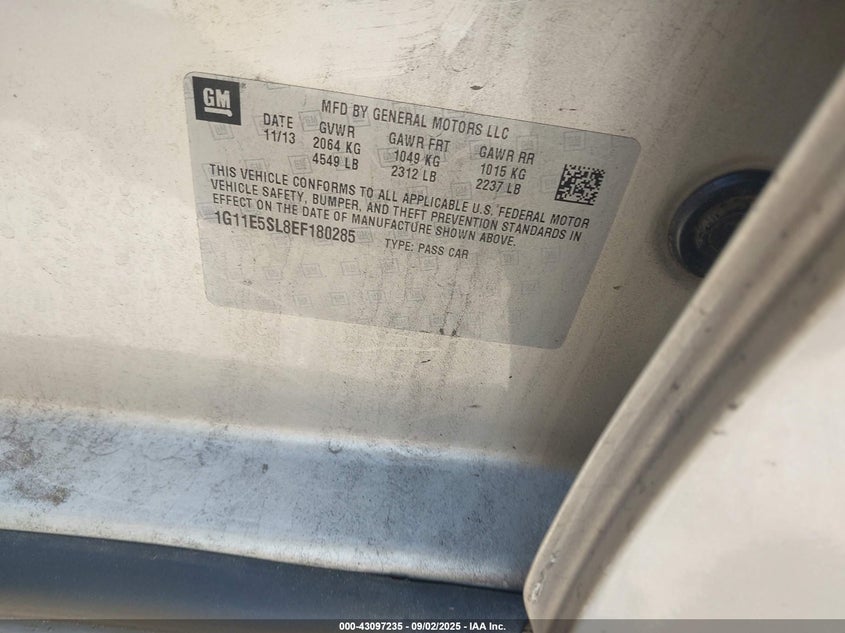 GM
MFD BY GENERAL MOTORS LLC
DATE GVWR GAWR FRT GAWR RR
11/13 2064 KG 1049 KG 1015 KG
4549 LB 2312 LB 2237 LB
THIS VEHICLE CONFORMS TO ALL APPLICABLE U.S. FEDERAL MOTOR
VEHICLE SAFETY, BUMPER, AND THEFT PREVENTION STANDARDS IN
EFFECT ON THE DATE OF MANUFACTURE SHOWN ABOVE.
1G11E5SL8EF180285 TYPE: PASS CAR
000-43097235 - 09/02/2025 - IAA Inc.